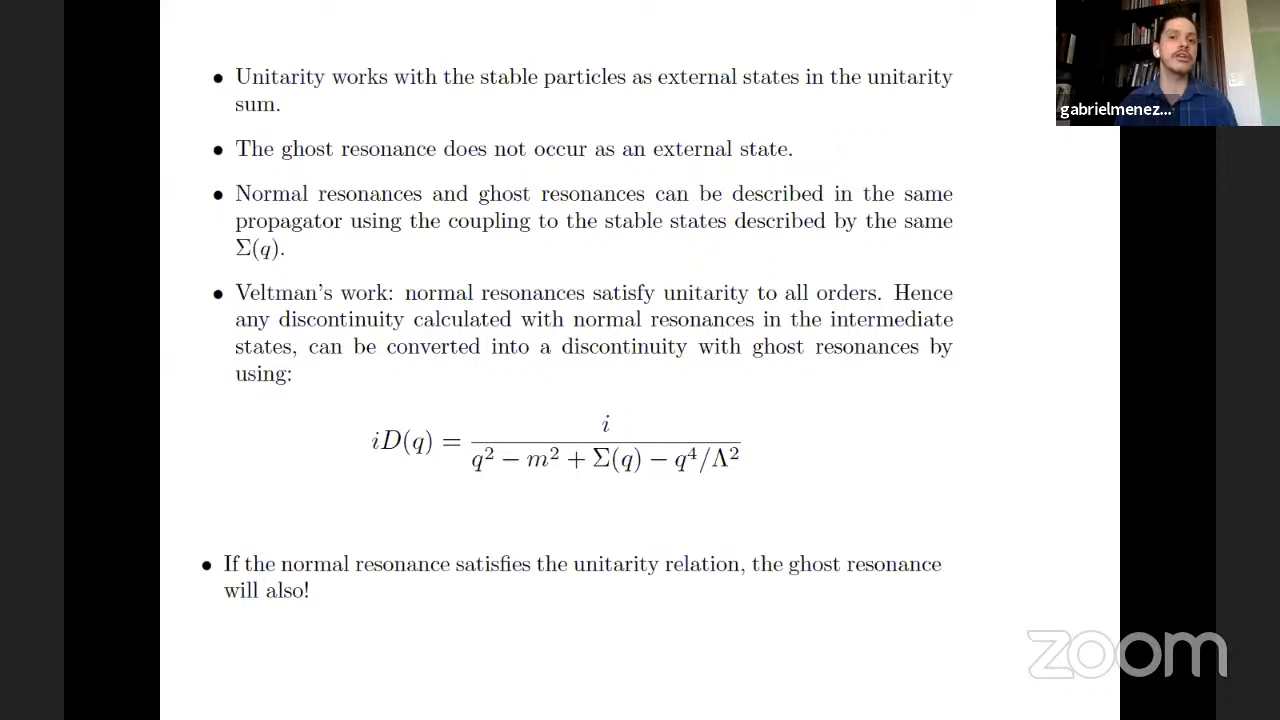 • Unitarity works with the stable particles as external states in the unitarity
sum.
• The ghost resonance does not occur as an external state.
• Normal resonances and ghost resonances can be described in the same
propagator using the coupling to the stable states described by the same
Σ(q).
• Veltman's work: normal resonances satisfy unitarity to all orders. Hence
any discontinuity calculated with normal resonances in the intermediate
states, can be converted into a discontinuity with ghost resonances by
using:
iD(q) = i / (q² − m² + Σ(q) − q⁴/Λ²)
• If the normal resonance satisfies the unitarity relation, the ghost resonance
will also!
gabrielmenez...
zoom